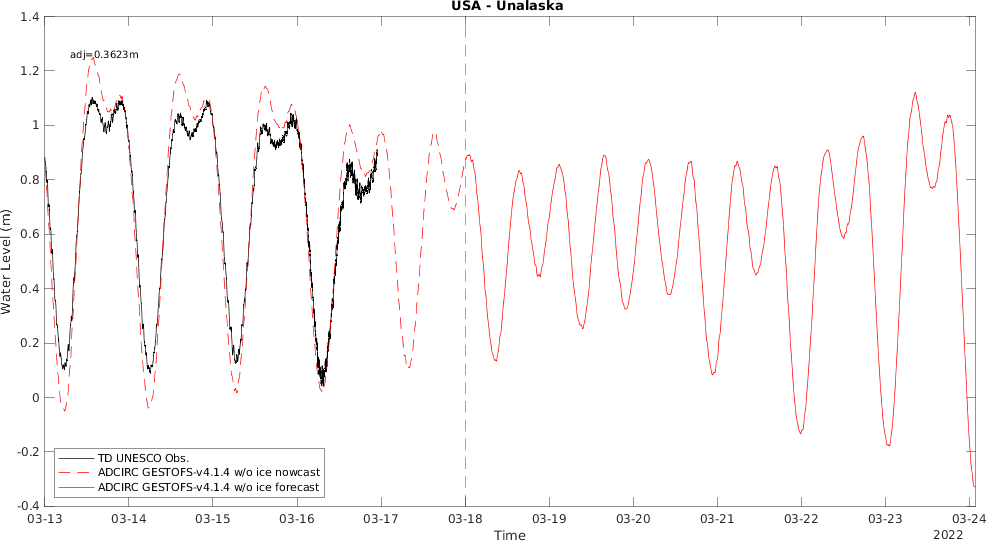 USA - Unalaska
adj=0.3623m
Water Level (m)
1.4
1.2
1
0.8
0.6
0.4
0.2
0
-0.2
-0.4
TD UNESCO Obs.
ADCIRC GESTOFS-v4.1.4 w/o ice nowcast
ADCIRC GESTOFS-v4.1.4 w/o ice forecast
03-13 03-14 03-15 03-16 03-17 03-18 03-19 03-20 03-21 03-22 03-23 03-24
Time
2022